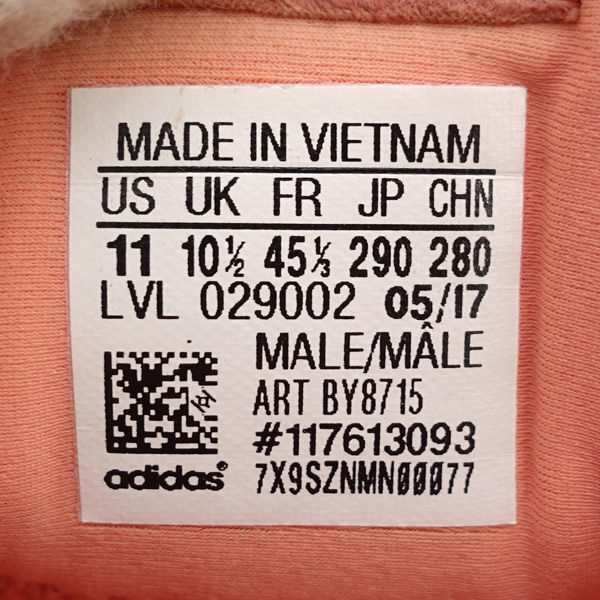 MADE IN VIETNAM
US UK FR JP CHN
11 10½ 45⅓ 290 280
LVL 029002 05/17
MALE/MÂLE
ART BY8715
#117613093
adidas® 7X9SZNMN00077